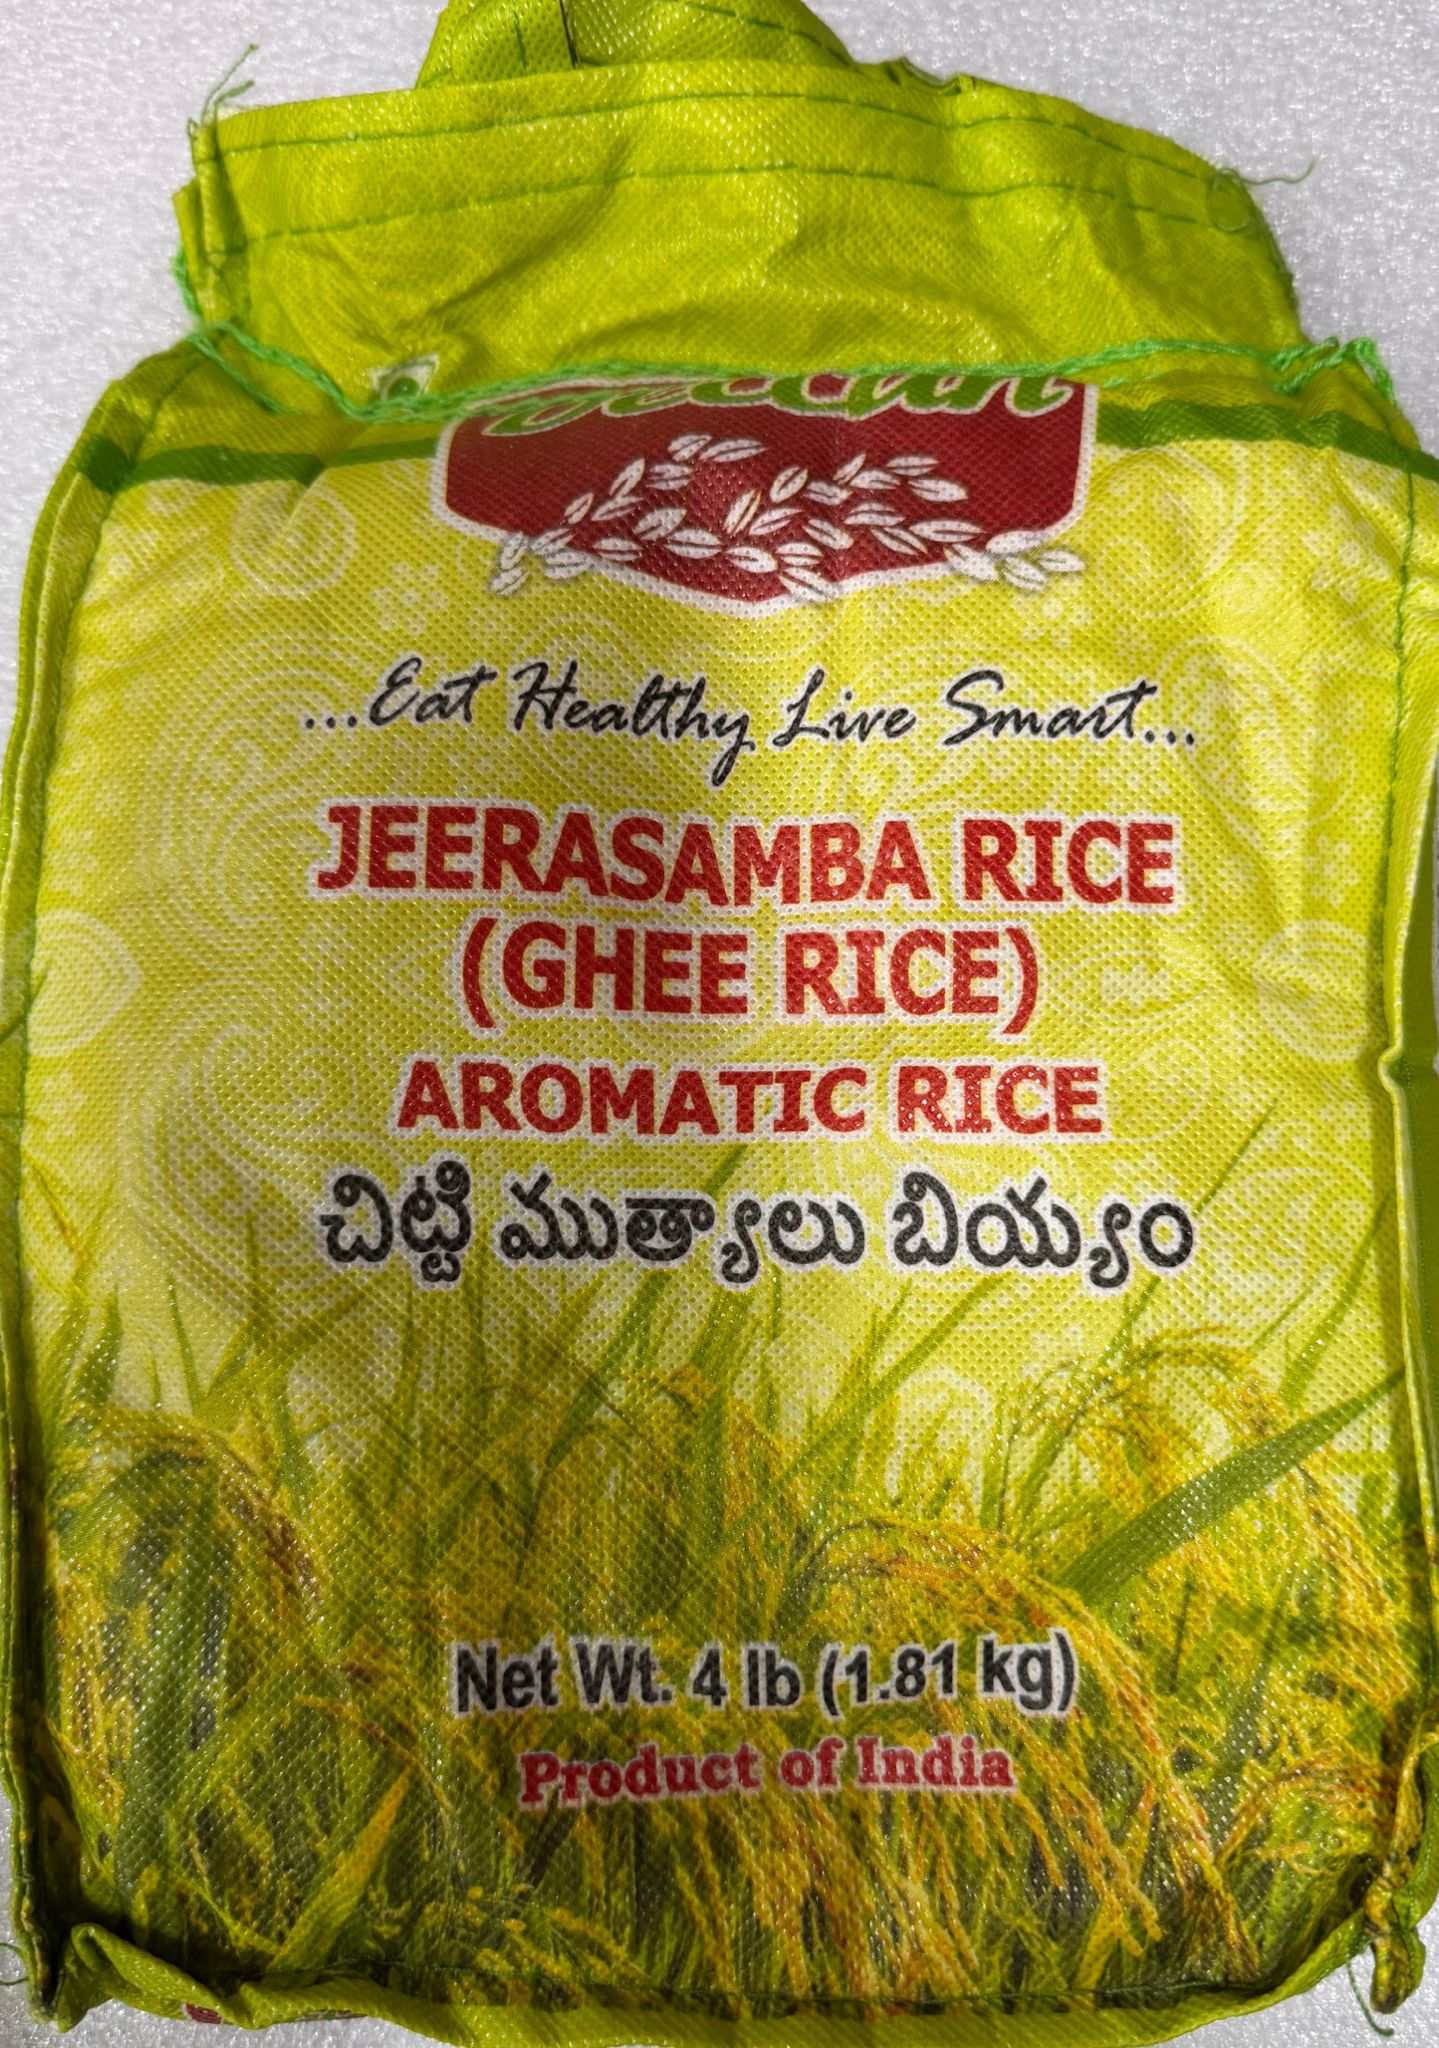 ...Eat Healthy Live Smart...
JEERASAMBA RICE
(GHEE RICE)
AROMATIC RICE
చిట్టి ముత్యాలు బియ్యం
Net Wt. 4 lb (1.81 kg)
Product of India